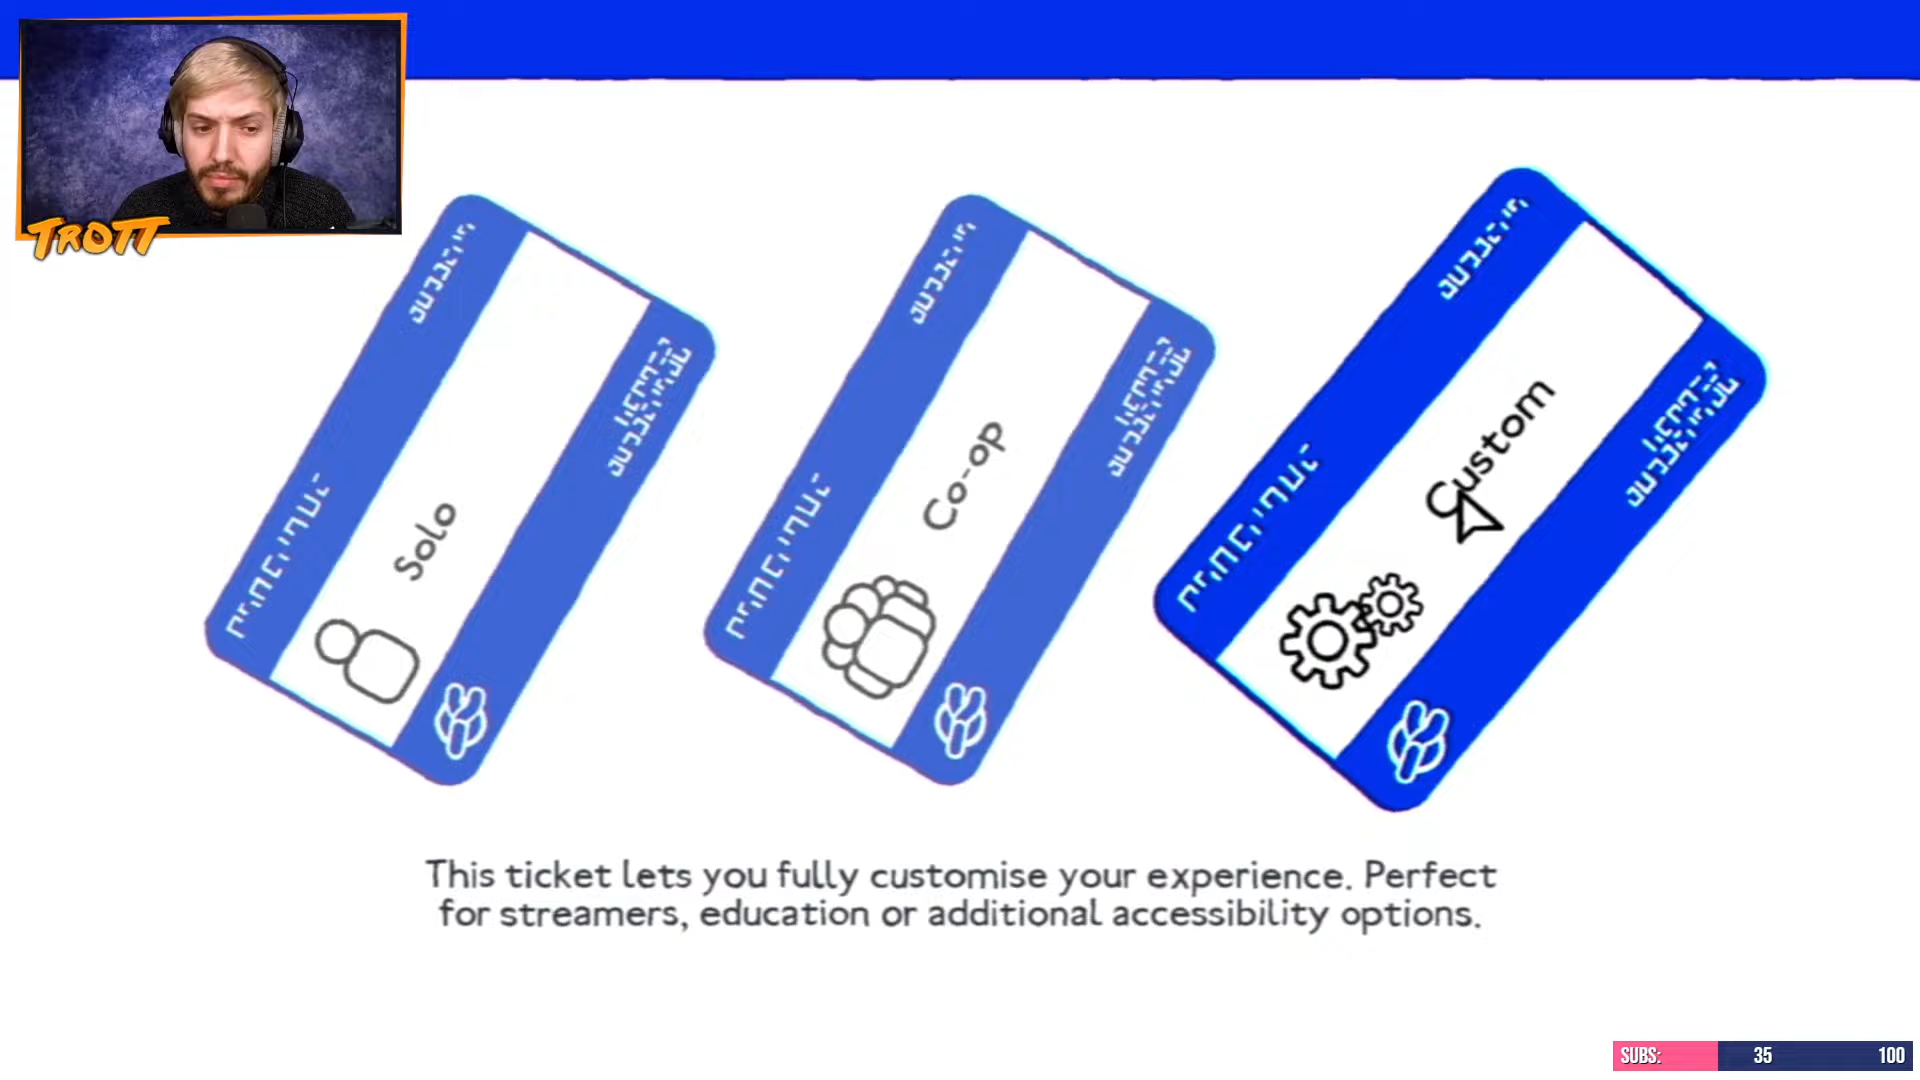 TROTT
Solo
Co-op
Custom
This ticket lets you fully customise your experience. Perfect
for streamers, education or additional accessibility options.
SUBS: 35 100